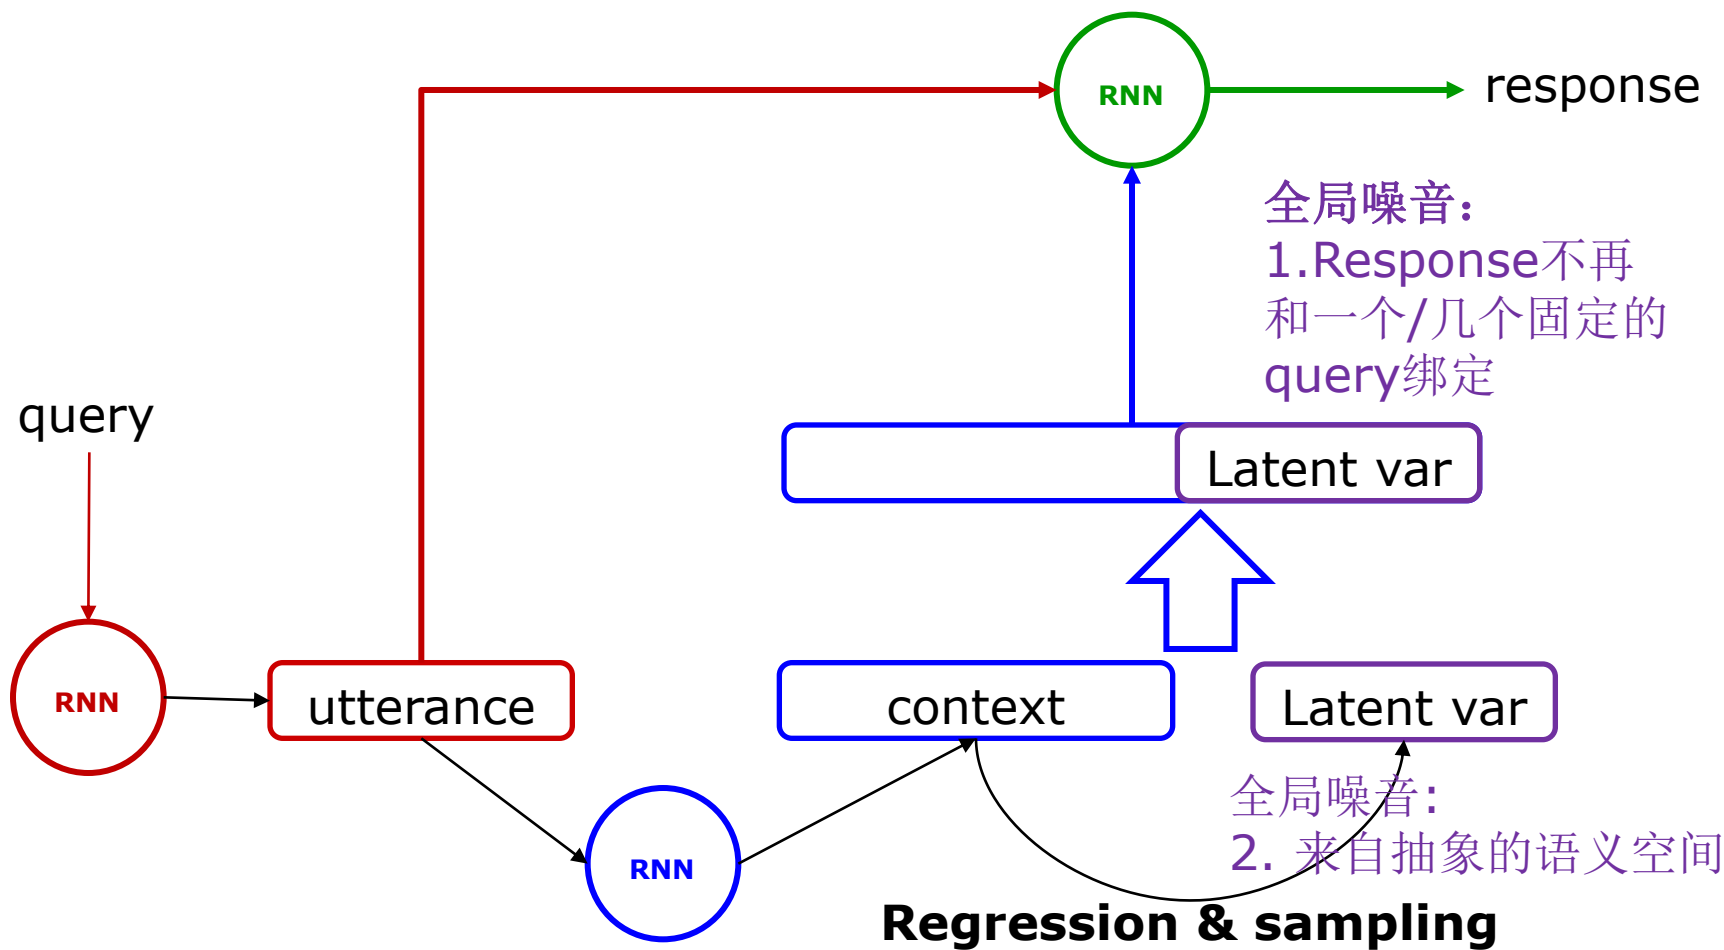 RNN
response
全局噪音：
1.Response不再
和一个/几个固定的
query绑定
query
Latent var
RNN
utterance
context
Latent var
全局噪音:
2. 来自抽象的语义空间
RNN
Regression & sampling